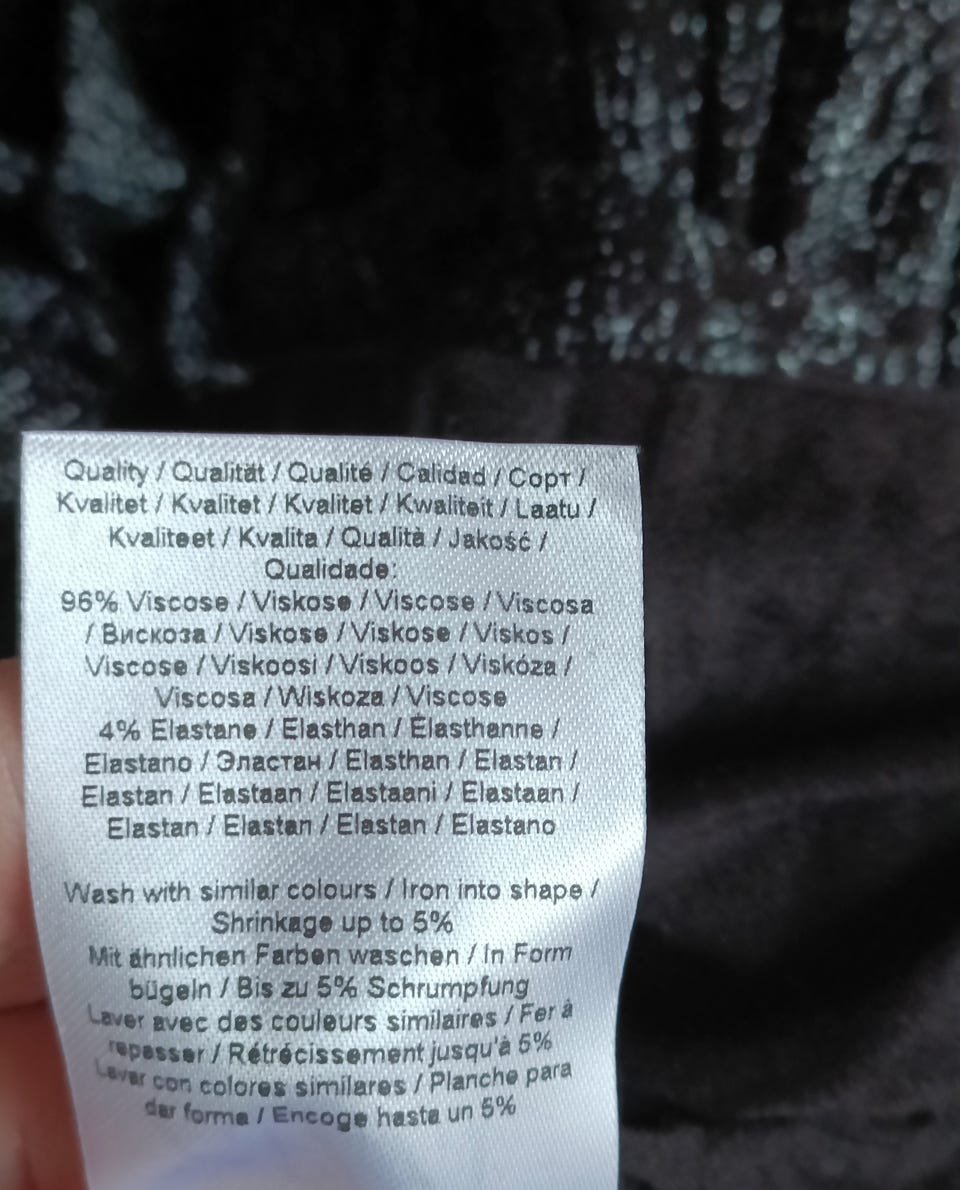 Quality / Qualität / Qualité / Calidad / Сорт /
Kvalitet / Kvalitet / Kvalitet / Kwaliteit / Laatu /
Kvaliteet / Kvalita / Qualità / Jakość /
Qualidade:
96% Viscose / Viskose / Viscose / Viscosa
/ Вискоза / Viskose / Viskose / Viskos /
Viscose / Viskoosi / Viskoos / Viskóza /
Viscosa / Wiskoza / Viscose
4% Elastane / Elasthan / Élasthanne /
Elastano / Эластан / Elasthan / Elastan /
Elastan / Elastaan / Elastaani / Elastaan /
Elastan / Elastan / Elastan / Elastano
Wash with similar colours / Iron into shape /
Shrinkage up to 5%
Mit ähnlichen Farben waschen / In Form
bügeln / Bis zu 5% Schrumpfung
Laver avec des couleurs similaires / Fer à
repasser / Rétrécissement jusqu'à 5%
Lavar con colores similares / Planche para
dar forma / Encoge hasta un 5%